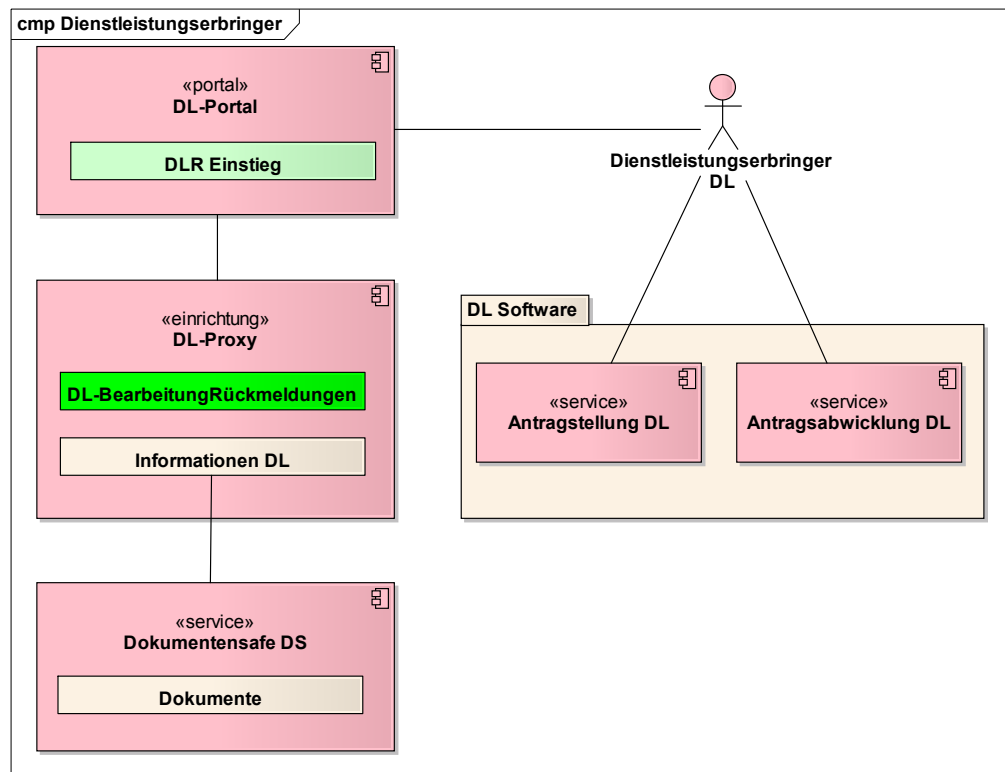 cmp Dienstleistungserbringer
«portal»
DL-Portal
DLR Einstieg
Dienstleistungserbringer
DL
«einrichtung»
DL-Proxy
DL-BearbeitungRückmeldungen
Informationen DL
DL Software
«service»
Antragstellung DL
«service»
Antragsabwicklung DL
«service»
Dokumentensafe DS
Dokumente